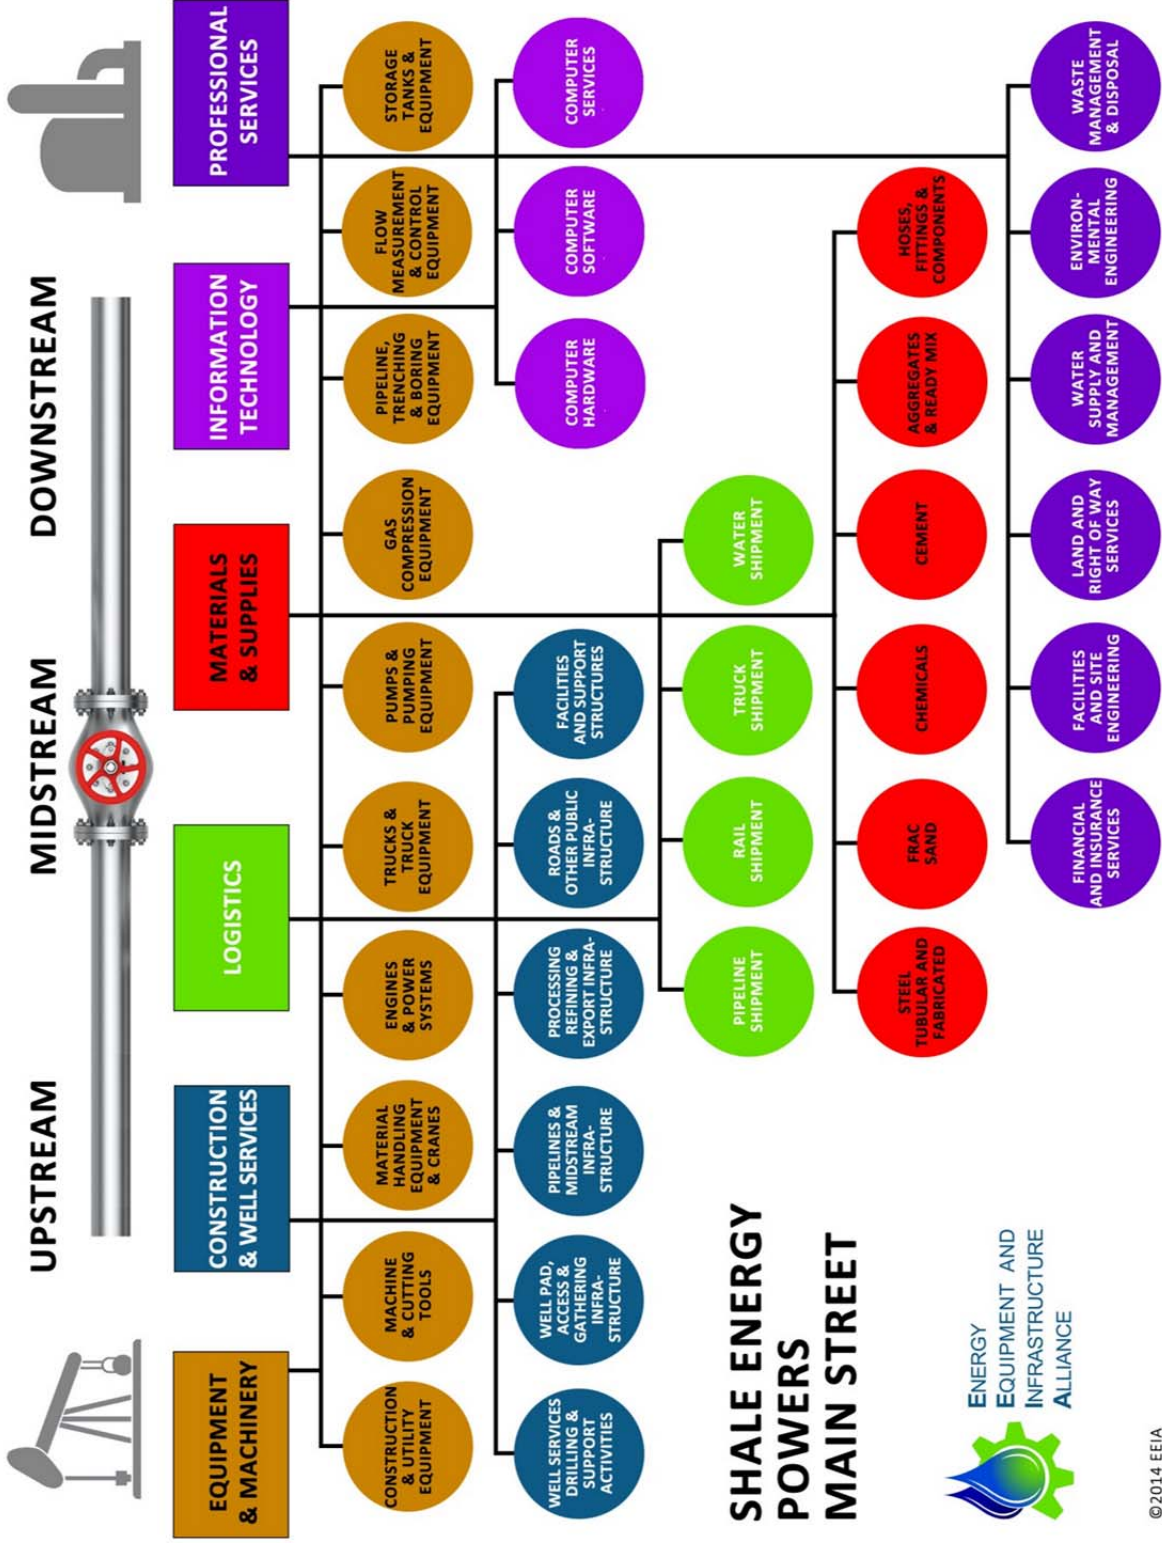 UPSTREAM
MIDSTREAM
DOWNSTREAM
EQUIPMENT
& MACHINERY
CONSTRUCTION
& WELL SERVICES
LOGISTICS
MATERIALS
& SUPPLIES
INFORMATION
TECHNOLOGY
PROFESSIONAL
SERVICES
CONSTRUCTION
& UTILITY
EQUIPMENT
MACHINE
& CUTTING
TOOLS
MATERIAL
HANDLING
EQUIPMENT
& CRANES
ENGINES
& POWER
SYSTEMS
TRUCKS &
TRUCK
EQUIPMENT
PUMPS &
PUMPING
EQUIPMENT
GAS
COMPRESSION
EQUIPMENT
PIPELINE,
TRENCHING
& BORING
EQUIPMENT
FLOW
MEASUREMENT
& CONTROL
EQUIPMENT
STORAGE
TANKS &
EQUIPMENT
WELL SERVICES
DRILLING &
SUPPORT
ACTIVITIES
WELL PAD,
ACCESS &
GATHERING
INFRA-
STRUCTURE
PIPELINES &
MIDSTREAM
INFRA-
STRUCTURE
PROCESSING
REFINING &
EXPORT INFRA-
STRUCTURE
ROADS &
OTHER PUBLIC
INFRA-
STRUCTURE
FACILITIES
AND SUPPORT
STRUCTURES
COMPUTER
HARDWARE
COMPUTER
SOFTWARE
COMPUTER
SERVICES
PIPELINE
SHIPMENT
RAIL
SHIPMENT
TRUCK
SHIPMENT
WATER
SHIPMENT
STEEL
TUBULAR AND
FABRICATED
FRAC
SAND
CHEMICALS
CEMENT
AGGREGATES
& READY MIX
HOSES,
FITTINGS &
COMPONENTS
FINANCIAL
AND INSURANCE
SERVICES
FACILITIES
AND SITE
ENGINEERING
LAND AND
RIGHT OF WAY
SERVICES
WATER
SUPPLY AND
MANAGEMENT
ENVIRON-
MENTAL
ENGINEERING
WASTE
MANAGEMENT
& DISPOSAL
SHALE ENERGY
POWERS
MAIN STREET
ENERGY
EQUIPMENT AND
INFRASTRUCTURE
ALLIANCE
©2014 EEIA